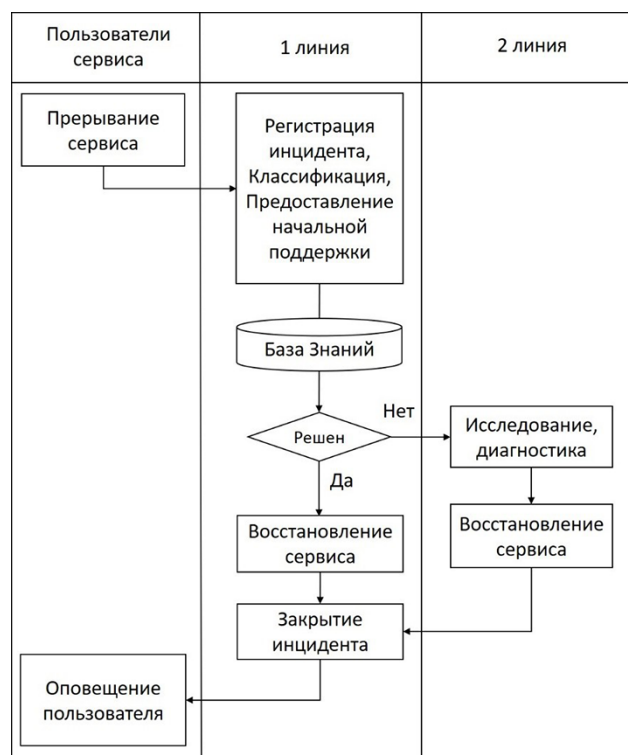 Пользователи
сервиса
1 линия
2 линия
Прерывание
сервиса
Регистрация
инцидента,
Классификация,
Предоставление
начальной
поддержки
База Знаний
Решен
Нет
Да
Исследование,
диагностика
Восстановление
сервиса
Восстановление
сервиса
Закрытие
инцидента
Оповещение
пользователя